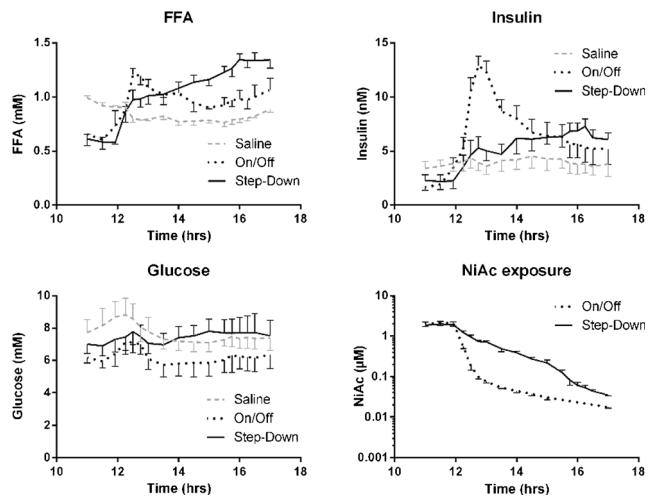 FFA
1.5
1.0
0.5
0.0
FFA (mM)
Saline
On/Off
Step-Down
10 12 14 16 18
Time (hrs)
Insulin
20
15
10
5
0
Insulin (nM)
Saline
On/Off
Step-Down
10 12 14 16 18
Time (hrs)
Glucose
10
8
6
4
2
0
Glucose (mM)
Saline
On/Off
Step-Down
10 12 14 16 18
Time (hrs)
NiAc exposure
10
1
0.1
0.01
0.001
NiAc (µM)
On/Off
Step-Down
10 12 14 16 18
Time (hrs)